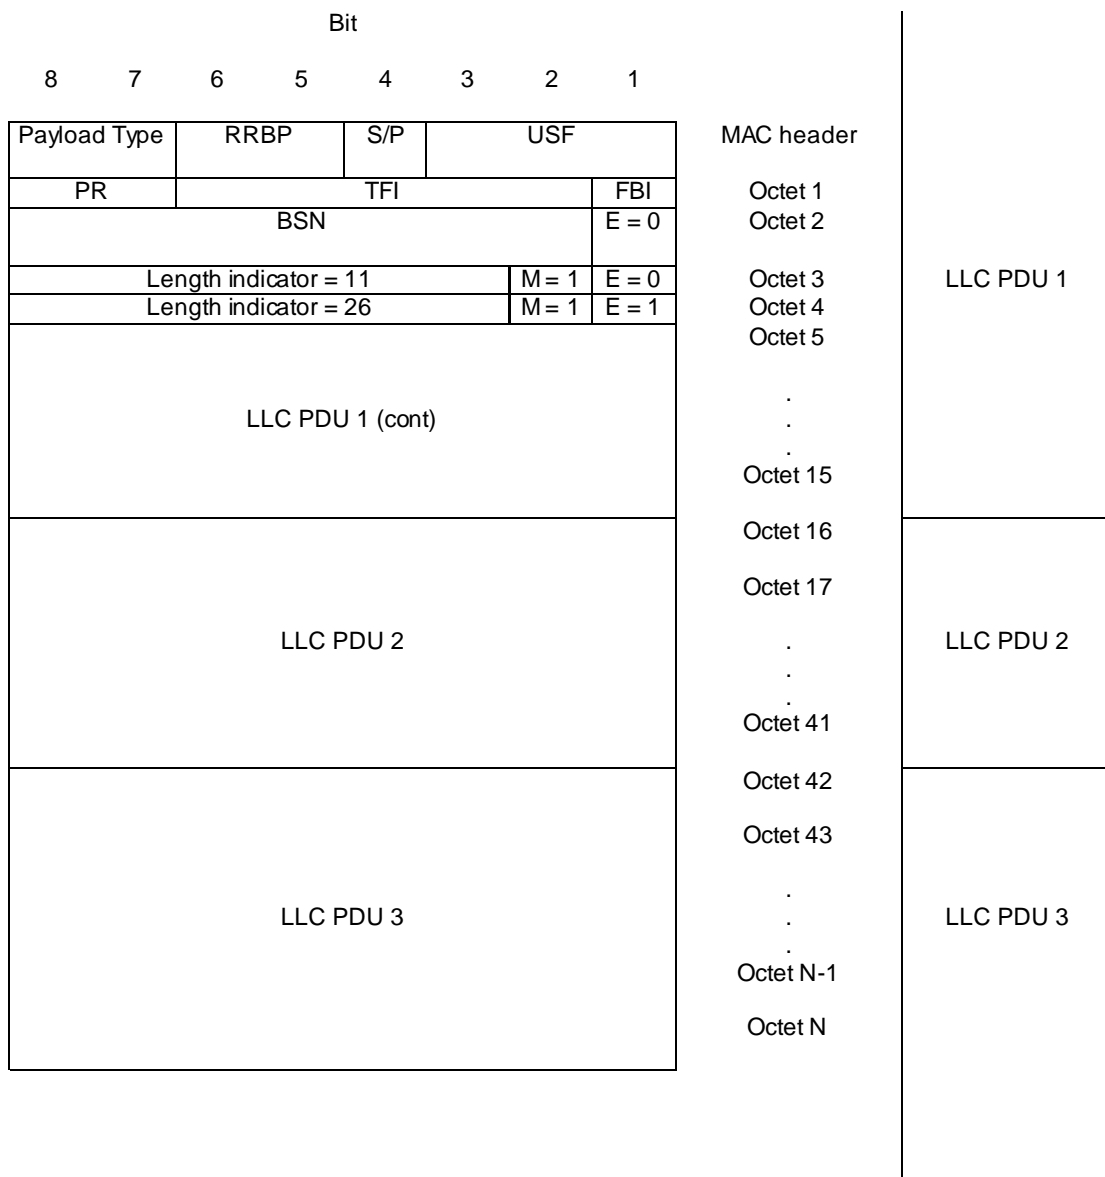 Bit
8 7 6 5 4 3 2 1
Payload Type RRBP S/P USF MAC header
PR TFI FBI Octet 1
BSN E = 0 Octet 2
Length indicator = 11 M = 1 E = 0 Octet 3 LLC PDU 1
Length indicator = 26 M = 1 E = 1 Octet 4
Octet 5
.
LLC PDU 1 (cont) .
.
Octet 15
Octet 16
Octet 17
LLC PDU 2 . LLC PDU 2
.
.
Octet 41
Octet 42
Octet 43
.
LLC PDU 3 . LLC PDU 3
.
Octet N-1
Octet N